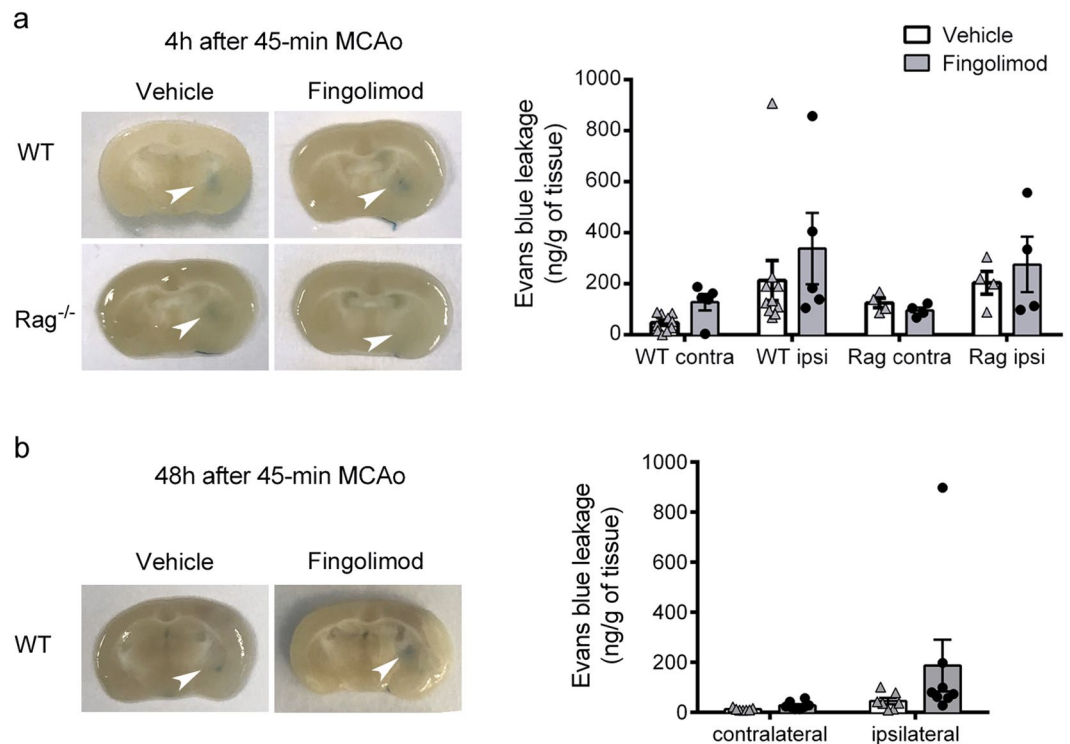 a
4h after 45-min MCAo
Vehicle Fingolimod
WT
Rag-/-
Vehicle
Fingolimod
Evans blue leakage
(ng/g of tissue)
1000
800
600
400
200
0
WT contra WT ipsi Rag contra Rag ipsi
b
48h after 45-min MCAo
Vehicle Fingolimod
WT
Evans blue leakage
(ng/g of tissue)
1000
800
600
400
200
0
contralateral ipsilateral